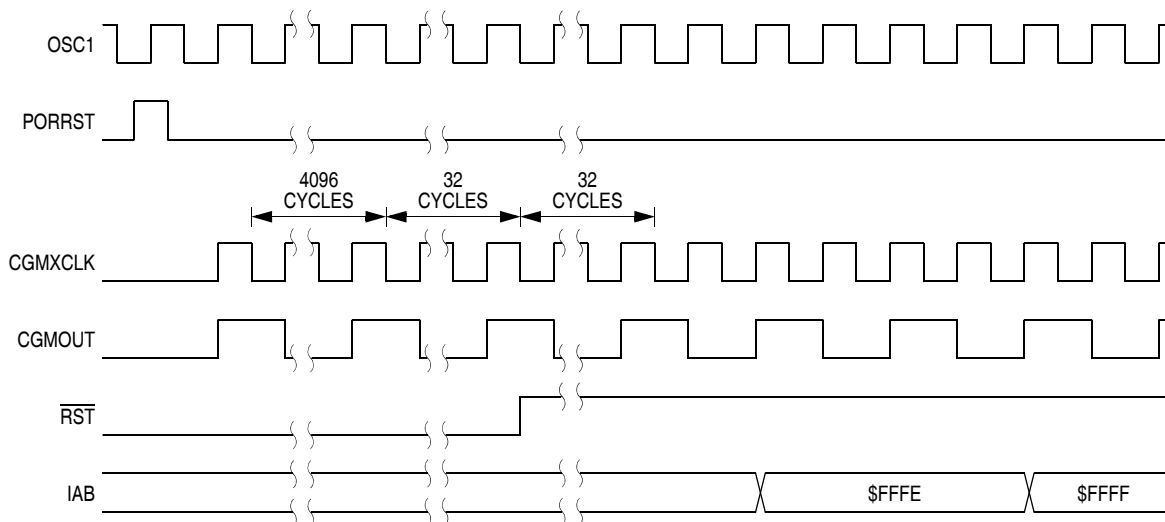 OSC1
PORRST
4096
CYCLES
32
CYCLES
32
CYCLES
CGMXCLK
CGMOUT
RST
IAB
$FFFE
$FFFF